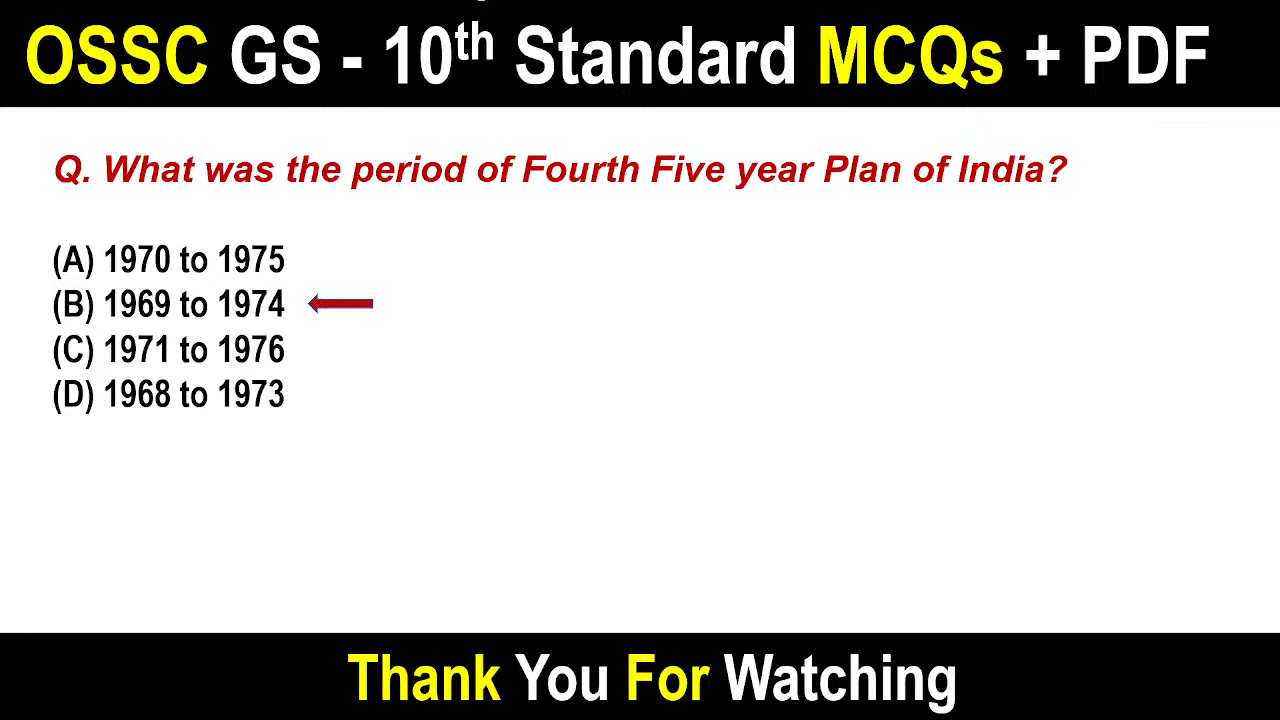 OSSC GS - 10th Standard MCQs + PDF
Q. What was the period of Fourth Five year Plan of India?
(A) 1970 to 1975
(B) 1969 to 1974
(C) 1971 to 1976
(D) 1968 to 1973
Thank You For Watching